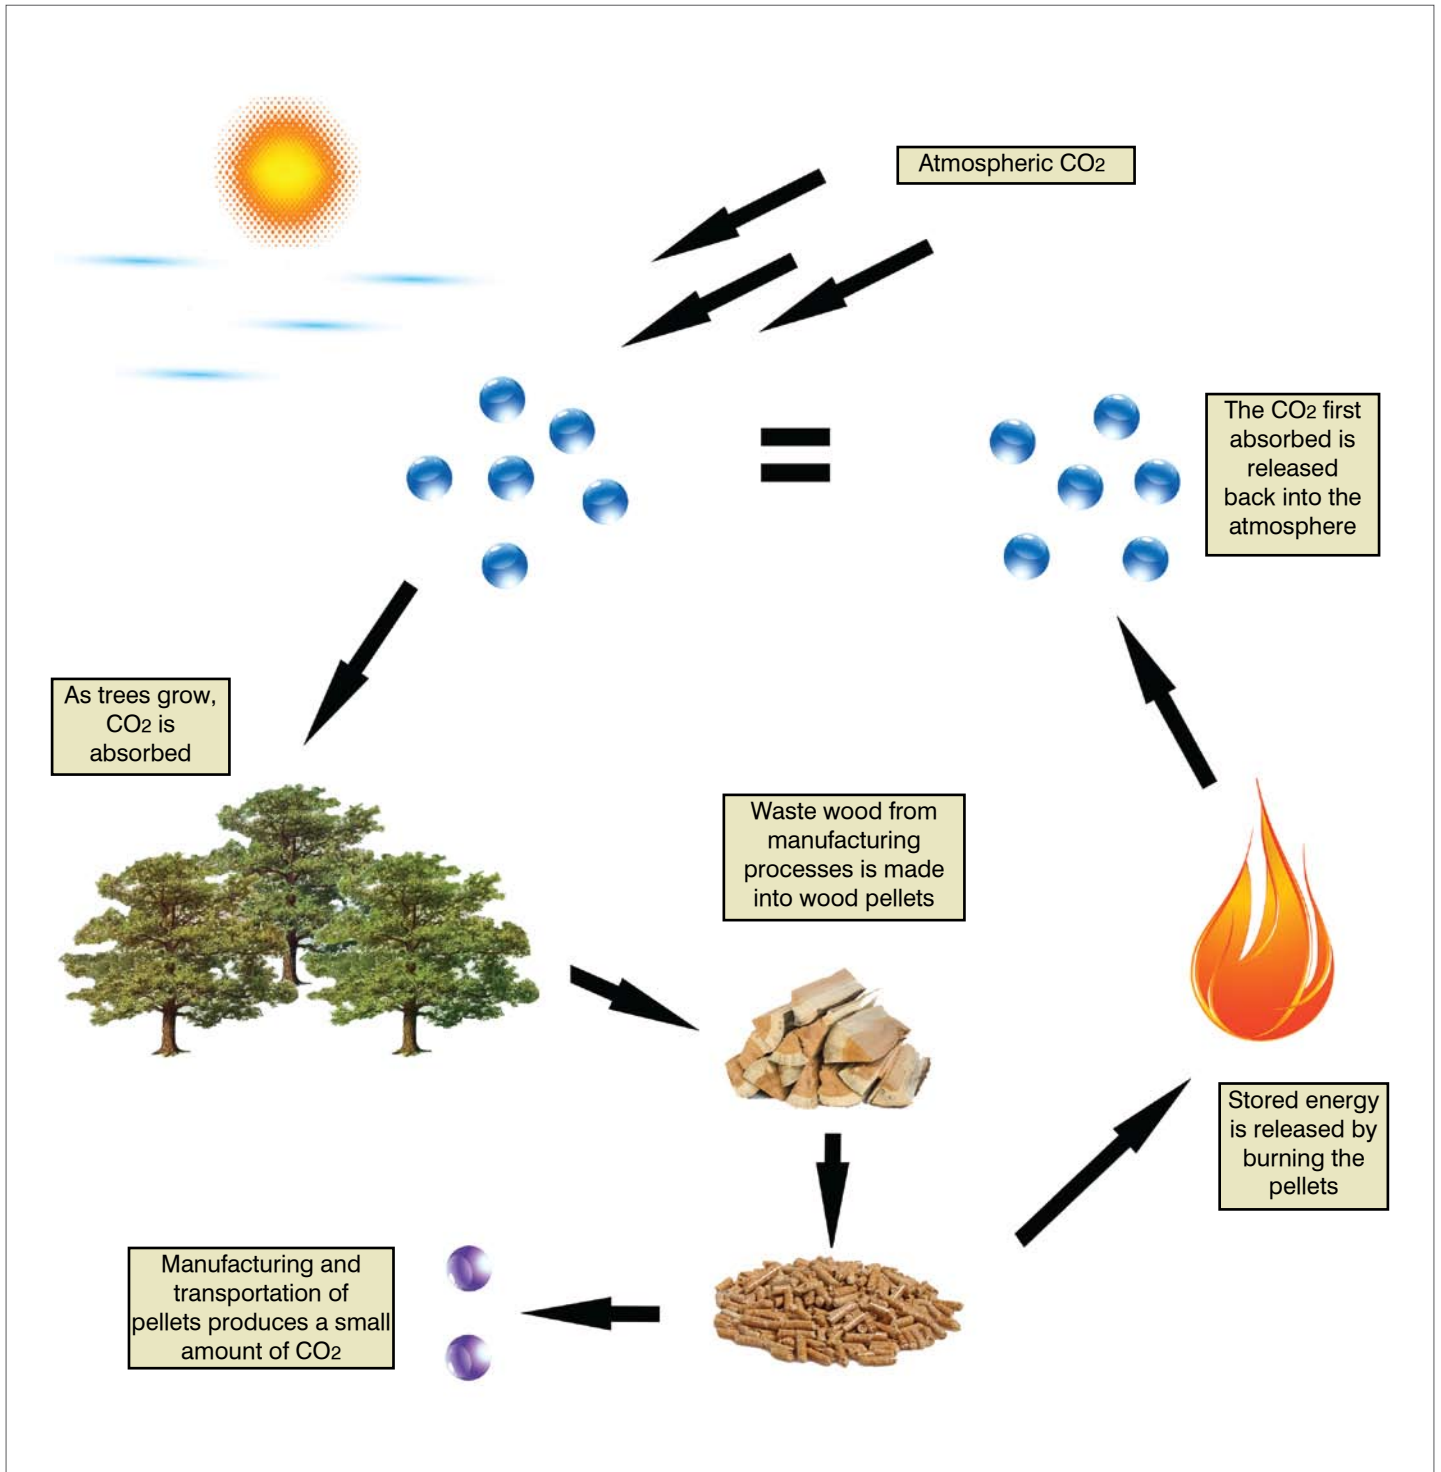 Atmospheric CO2
The CO2 first
absorbed is
released
back into the
atmosphere
As trees grow,
CO2 is
absorbed
Waste wood from
manufacturing
processes is made
into wood pellets
Stored energy
is released by
burning the
pellets
Manufacturing and
transportation of
pellets produces a small
amount of CO2